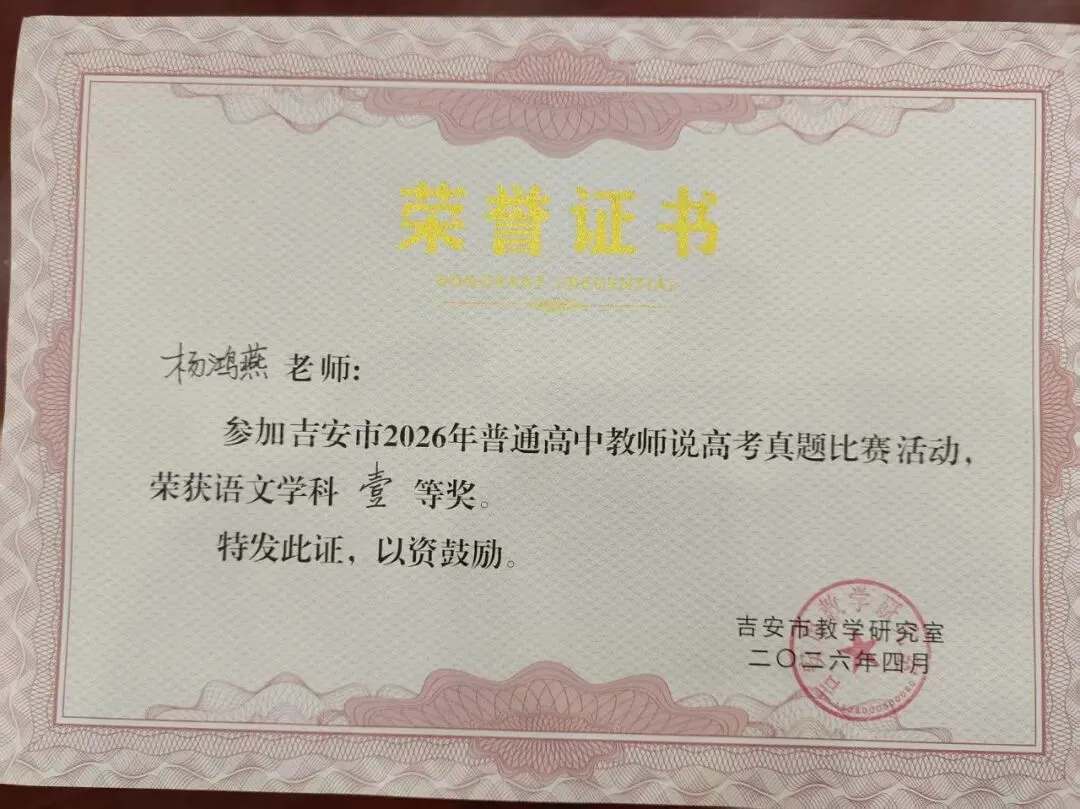 荣誉证书
HONORARY CREDENTIAL
杨鸿燕 老师:
参加吉安市2026年普通高中教师说高考真题比赛活动,
荣获语文学科 壹 等奖。
特发此证，以资鼓励。
吉安市教学研究室
二〇二六年四月